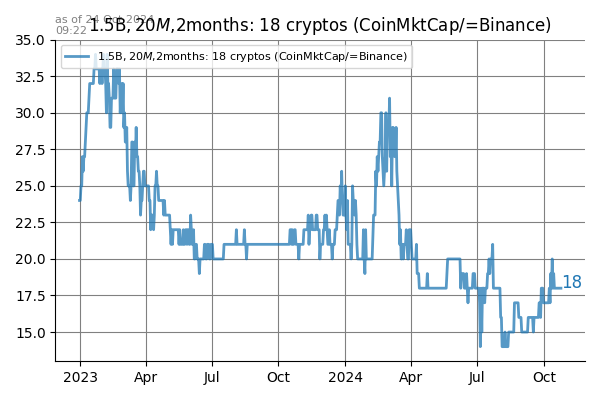 as of 24 Oct 2024
09:22
1.5B, 20M,2months: 18 cryptos (CoinMktCap/=Binance)
1.5B, 20M,2months: 18 cryptos (CoinMktCap/=Binance)
35.0
32.5
30.0
27.5
25.0
22.5
20.0
17.5
15.0
18
2023 Apr Jul Oct 2024 Apr Jul Oct